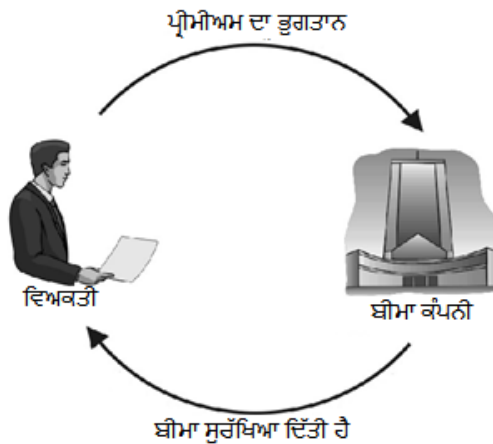 ਪ੍ਰੀਮੀਅਮ ਦਾ ਭੁਗਤਾਨ
ਵਿਅਕਤੀ
ਬੀਮਾ ਕੰਪਨੀ
ਬੀਮਾ ਸੁਰੱਖਿਆ ਦਿੱਤੀ ਹੈ